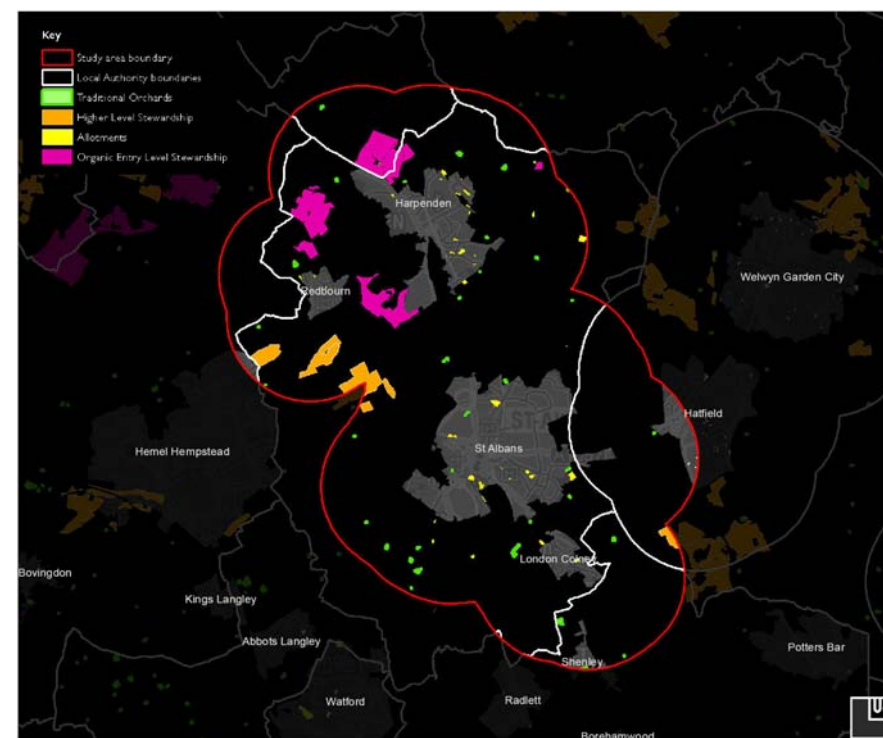 Key
Study area boundary
Local Authority boundaries
Traditional Orchards
Higher Level Stewardship
Allotments
Organic Entry Level Stewardship
Harpenden
Welwyn Garden City
Redbourn
Hatfield
St Albans
Hemel Hempstead
London Colney
Bovingdon
Kings Langley
Abbots Langley
Shenley
Potters Bar
Watford
Radlett
Borehamwood